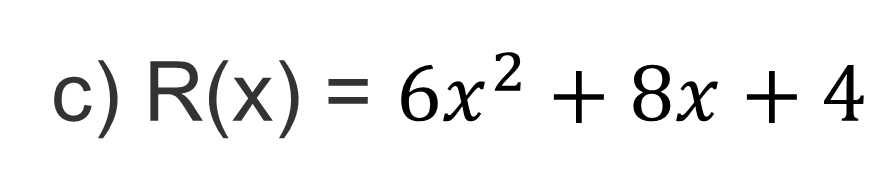 c) R(x) = 6x² + 8x + 4